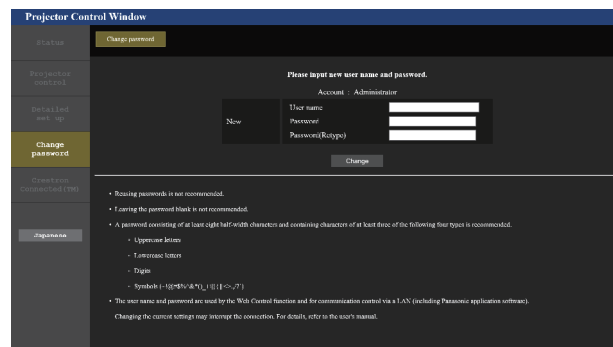 Projector Control Window
Status
Change password
Projector
control
Detailed
set up
Change
password
Crestron
Connected(TM)
Japanese
Please input new user name and password.
Account : Administrator
New
User name
Password
Password(Retype)
Change
• Reusing passwords is not recommended.
• Leaving the password blank is not recommended.
• A password consisting of at least eight half-width characters and containing characters of at least three of the following four types is recommended.
- Uppercase letters
- Lowercase letters
- Digits
- Symbols
• The user name and password are used by the Web Control function and for communication control via a LAN (including Panasonic application software).
Changing the current settings may interrupt the connection. For details, refer to the user's manual.